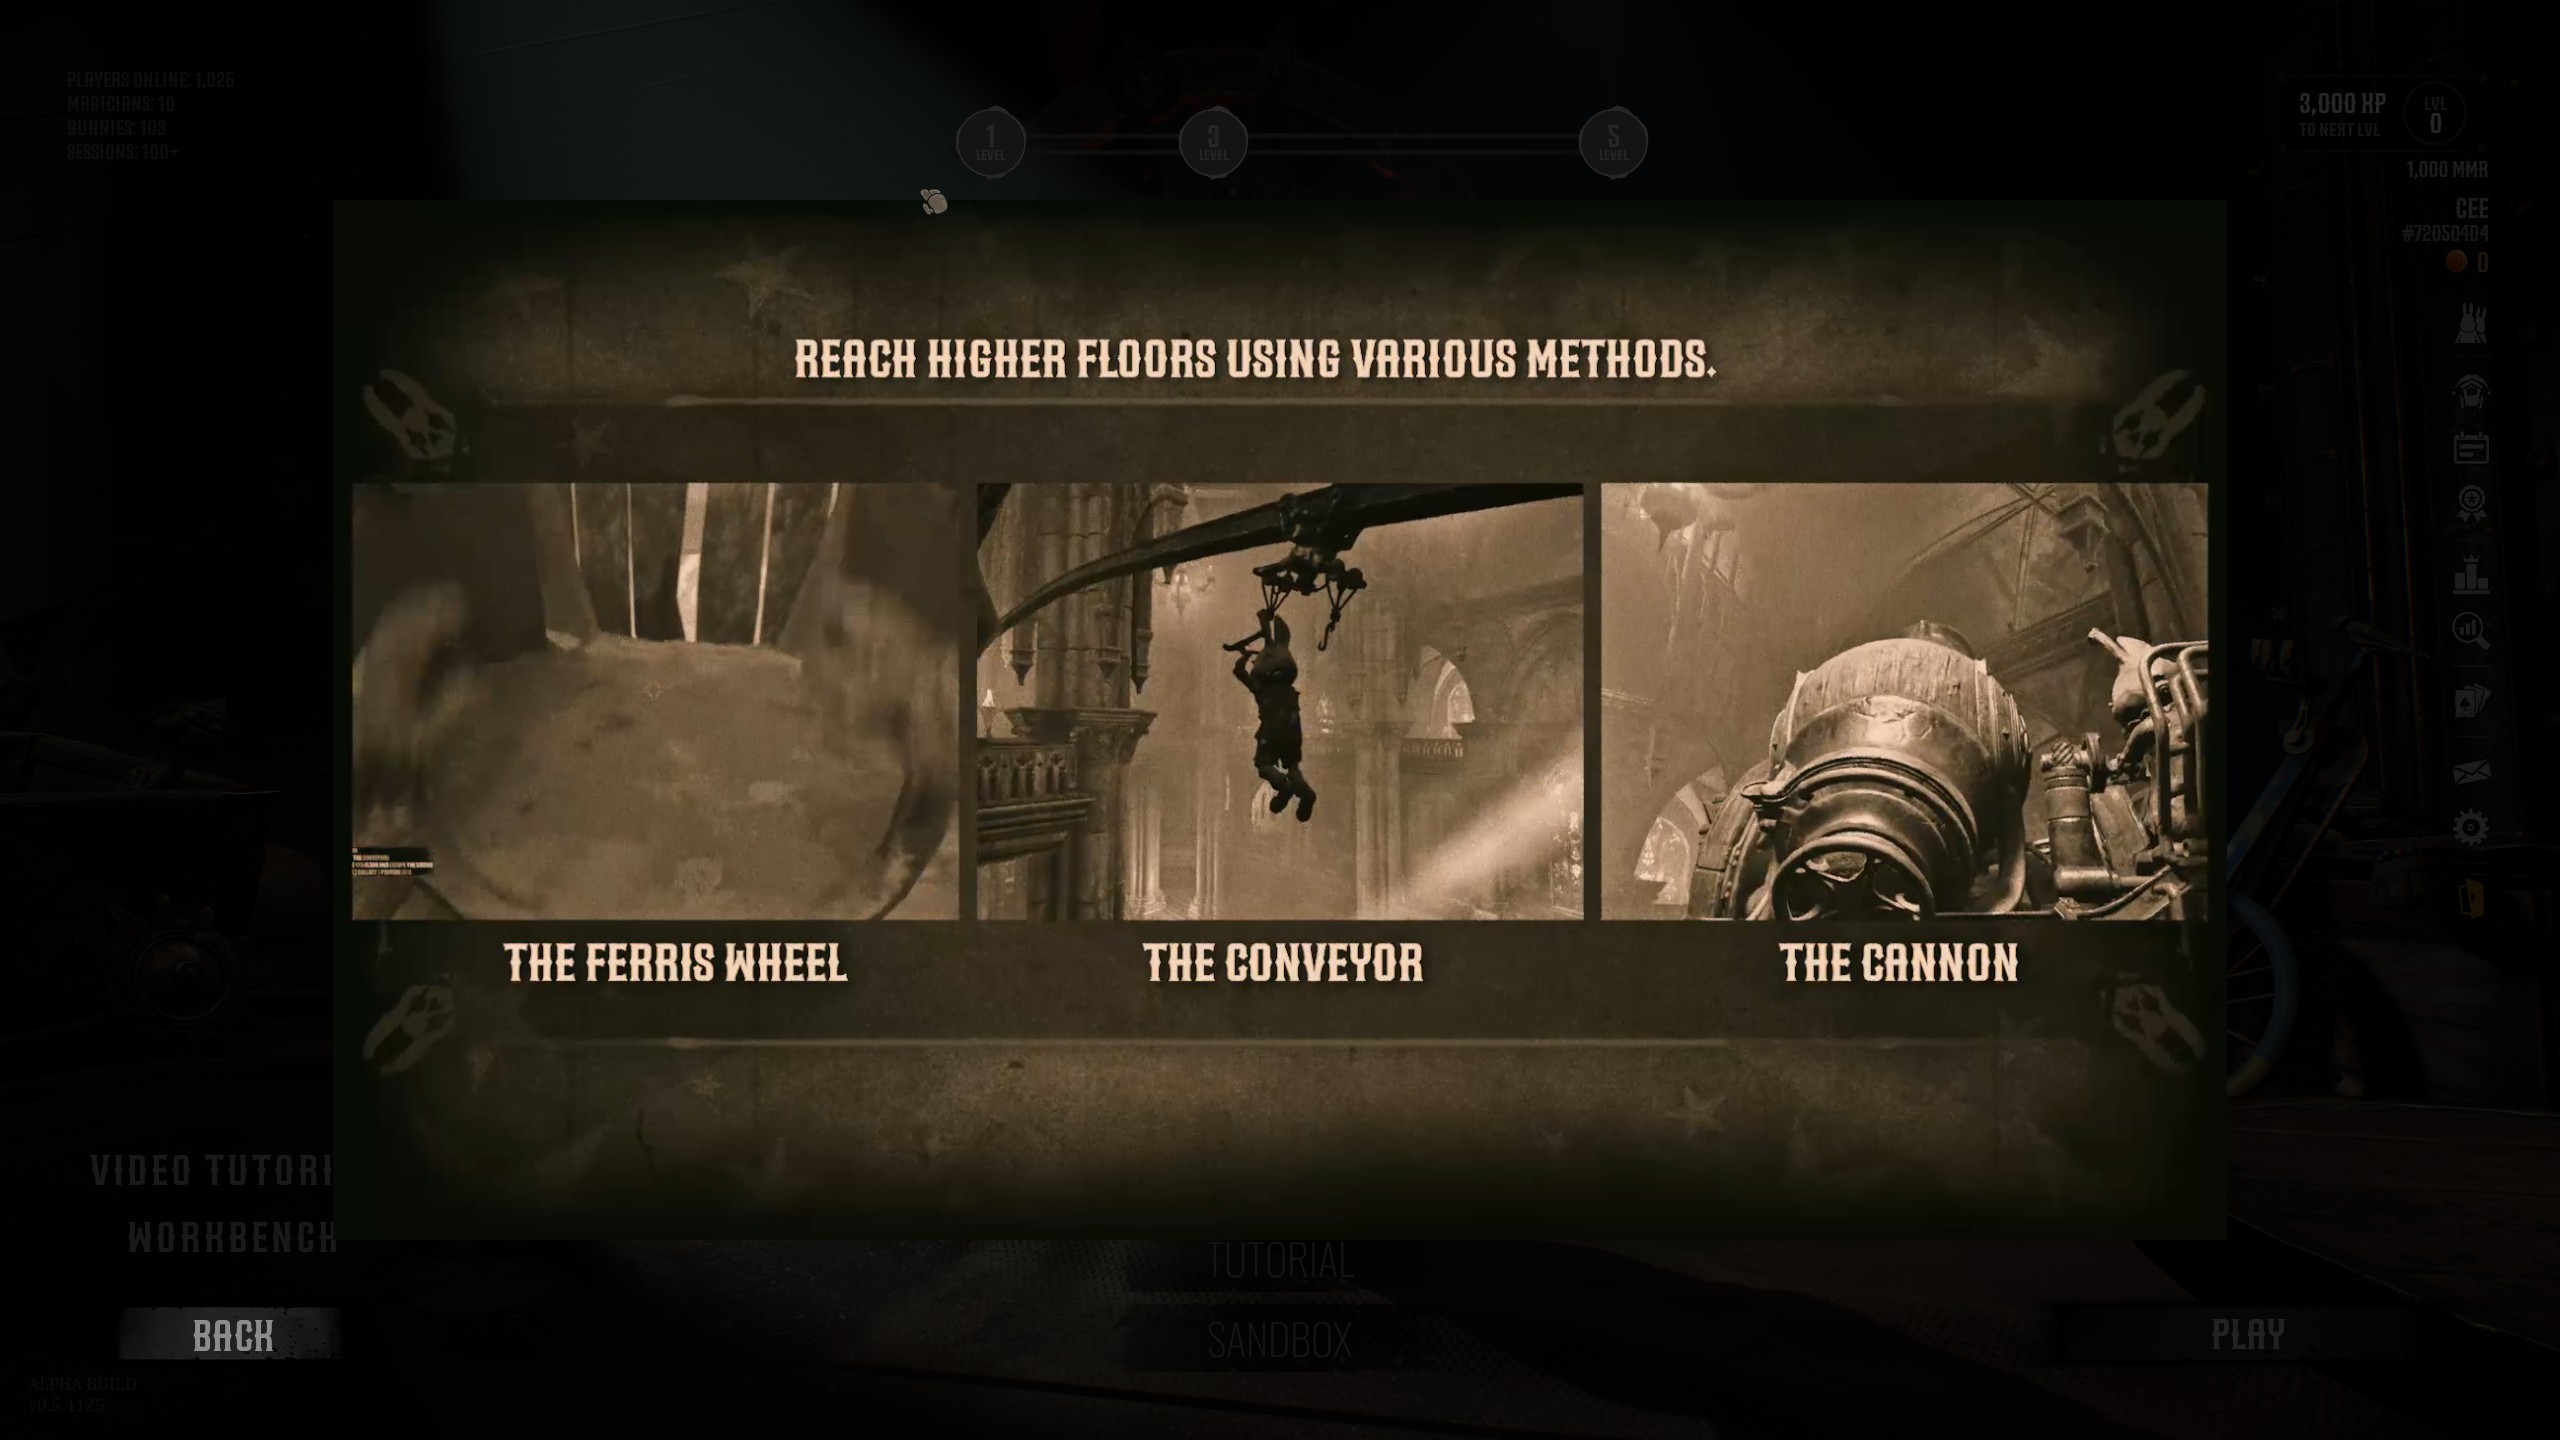 PLAYERS ONLINE: 1,026
MAGICIANS: 10
BUNNIES: 103
SESSIONS: 100+
1
LEVEL
3
LEVEL
5
LEVEL
3,000 XP
TO NEXT LVL
LVL
0
1,000 MMR
CEE
#720504D4
0
REACH HIGHER FLOORS USING VARIOUS METHODS.
THE FERRIS WHEEL
THE CONVEYOR
THE CANNON
VIDEO TUTORI
WORKBENCH
TUTORIAL
SANDBOX
BACK
PLAY
ALPHA BUILD
v0.5.4125